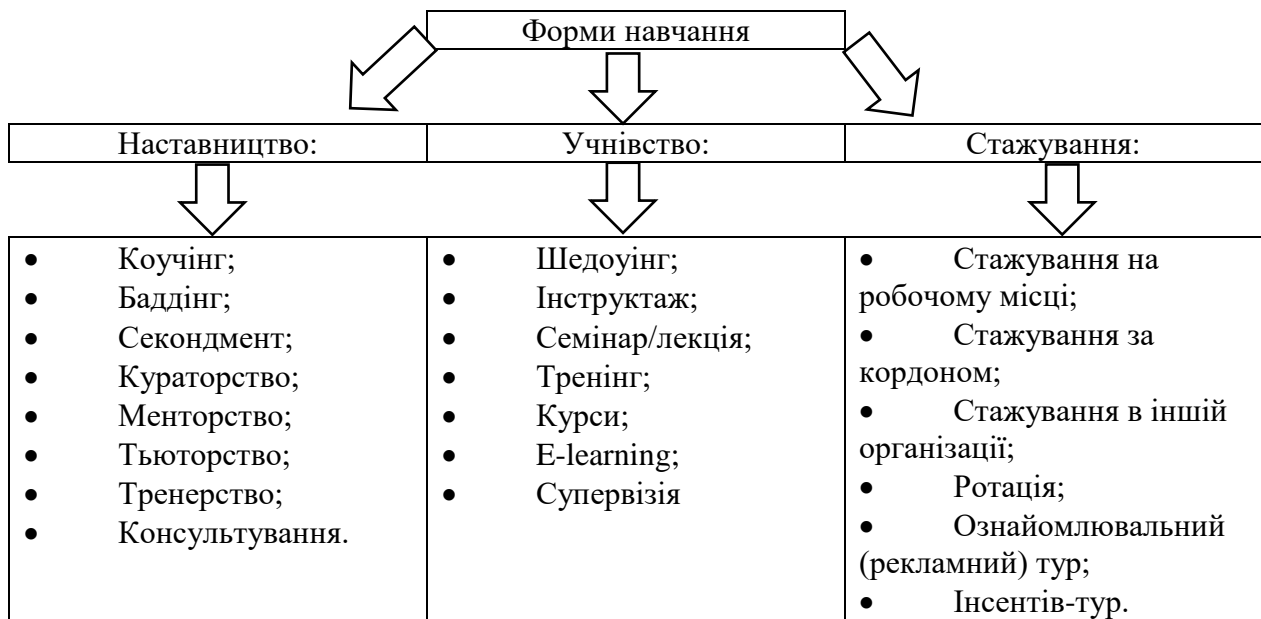 Форми навчання
Наставництво:
Учнівство:
Стажування:
• Коучінг;
• Баддінг;
• Секондмент;
• Кураторство;
• Менторство;
• Тьюторство;
• Тренерство;
• Консультування.
• Шедоуінг;
• Інструктаж;
• Семінар/лекція;
• Тренінг;
• Курси;
• E-learning;
• Супервізія
• Стажування на
робочому місці;
• Стажування за
кордоном;
• Стажування в іншій
організації;
• Ротація;
• Ознайомлювальний
(рекламний) тур;
• Інсентів-тур.